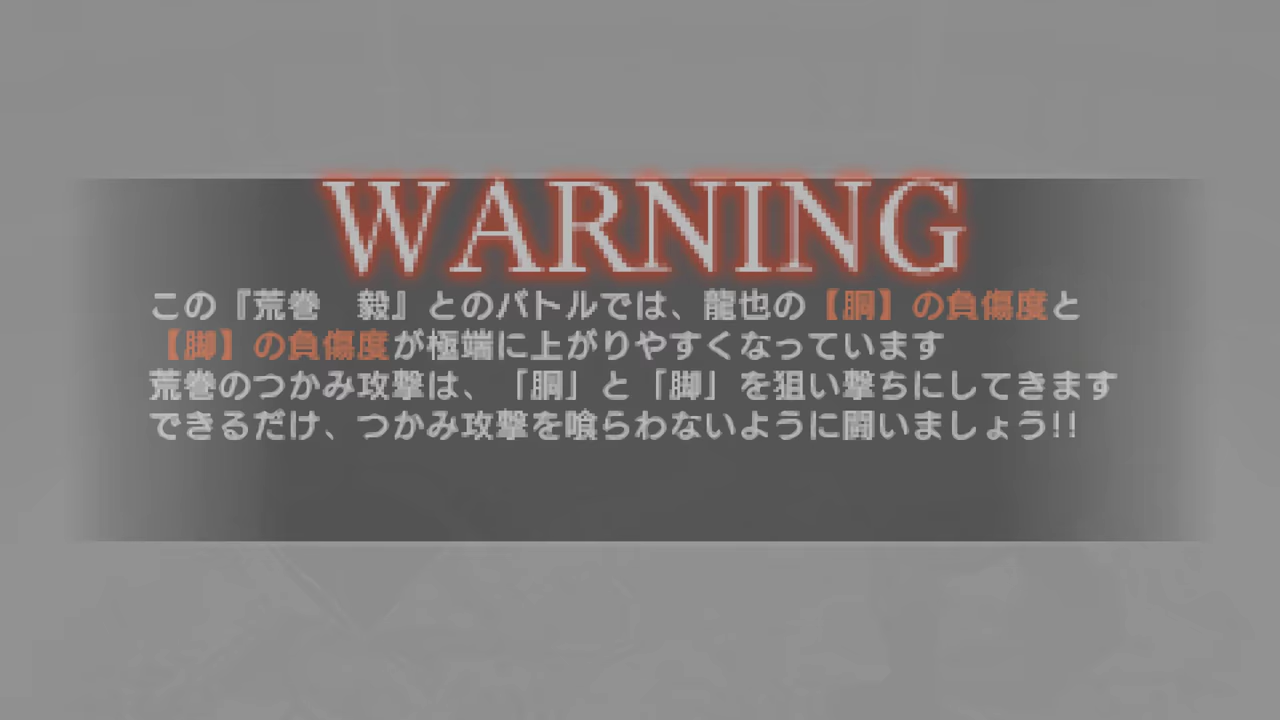 WARNING
この『荒巻　毅』とのバトルでは、龍也の【胴】の負傷度と
【脚】の負傷度が極端に上がりやすくなっています
荒巻のつかみ攻撃は、「胴」と「脚」を狙い撃ちにしてきます
できるだけ、つかみ攻撃を喰らわないように闘いましょう!!